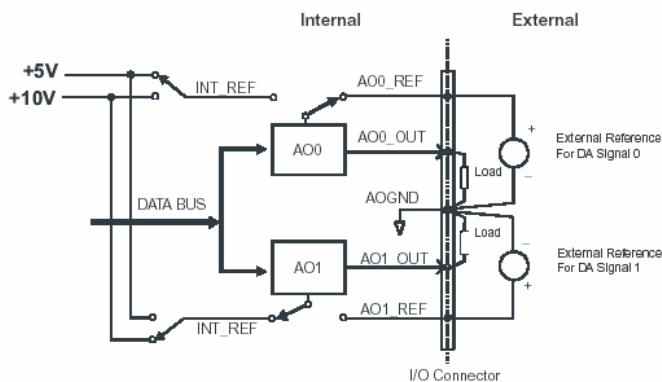 Internal
External
+5V
+10V
INT_REF
AO0_REF
AO0
AO0_OUT
+
External Reference
For DA Signal 0
Load
–
DATA BUS
AOGND
Load
–
External Reference
For DA Signal 1
AO1
AO1_OUT
+
INT_REF
AO1_REF
I/O Connector